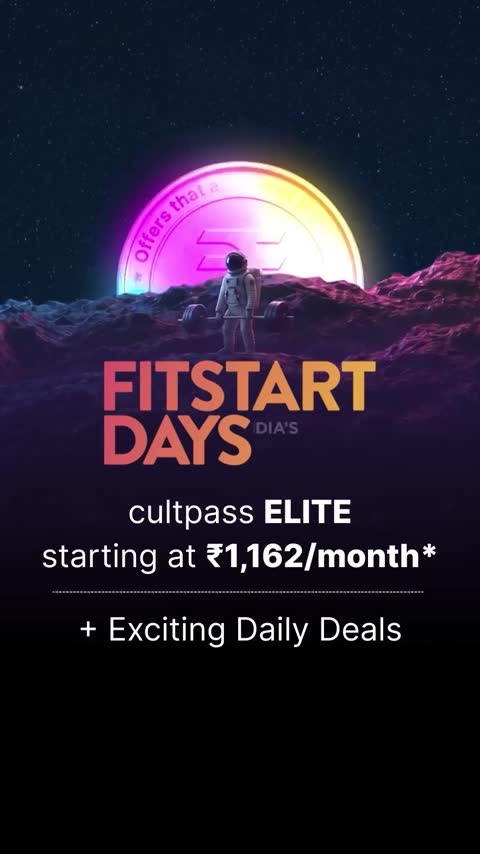 Offers that a
FITSTART
DAYS
DIA'S
cultpass ELITE
starting at ₹1,162/month*
+ Exciting Daily Deals